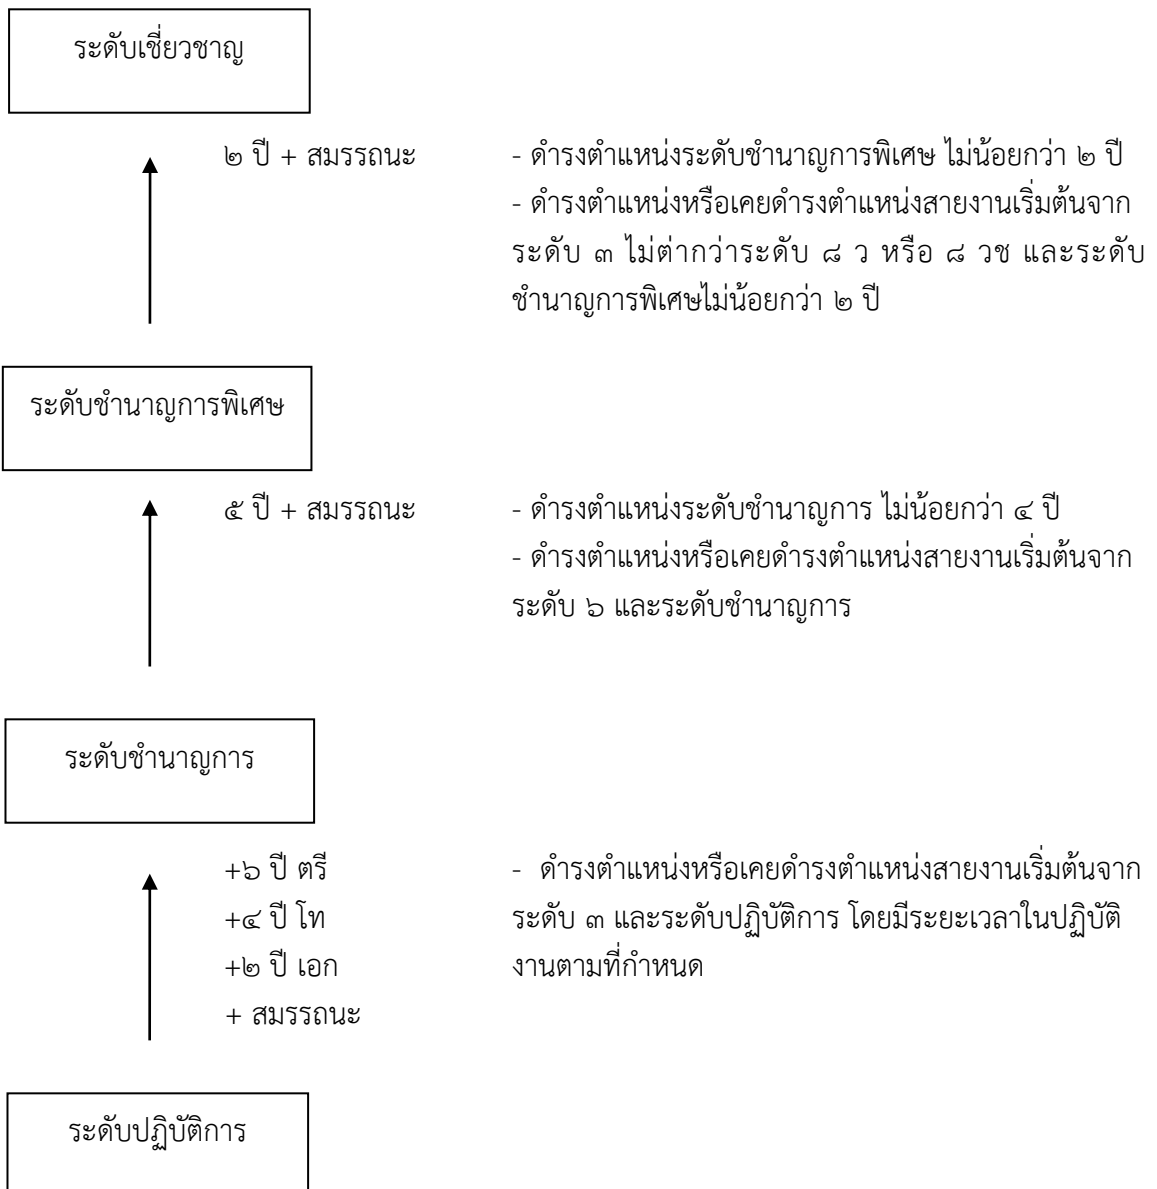 ระดับเชี่ยวชาญ
๒ ปี + สมรรถนะ
- ดำรงตำแหน่งระดับชำนาญการพิเศษ ไม่น้อยกว่า ๒ ปี
- ดำรงตำแหน่งหรือเคยดำรงตำแหน่งสายงานเริ่มต้นจาก
ระดับ ๓ ไม่ต่ากว่าระดับ ๘ ว หรือ ๘ วช และระดับ
ชำนาญการพิเศษไม่น้อยกว่า ๒ ปี
ระดับชำนาญการพิเศษ
๕ ปี + สมรรถนะ
- ดำรงตำแหน่งระดับชำนาญการ ไม่น้อยกว่า ๔ ปี
- ดำรงตำแหน่งหรือเคยดำรงตำแหน่งสายงานเริ่มต้นจาก
ระดับ ๖ และระดับชำนาญการ
ระดับชำนาญการ
+๖ ปี ตรี
+๔ ปี โท
+๒ ปี เอก
+ สมรรถนะ
- ดำรงตำแหน่งหรือเคยดำรงตำแหน่งสายงานเริ่มต้นจาก
ระดับ ๓ และระดับปฏิบัติการ โดยมีระยะเวลาในปฏิบัติ
งานตามที่กำหนด
ระดับปฏิบัติการ